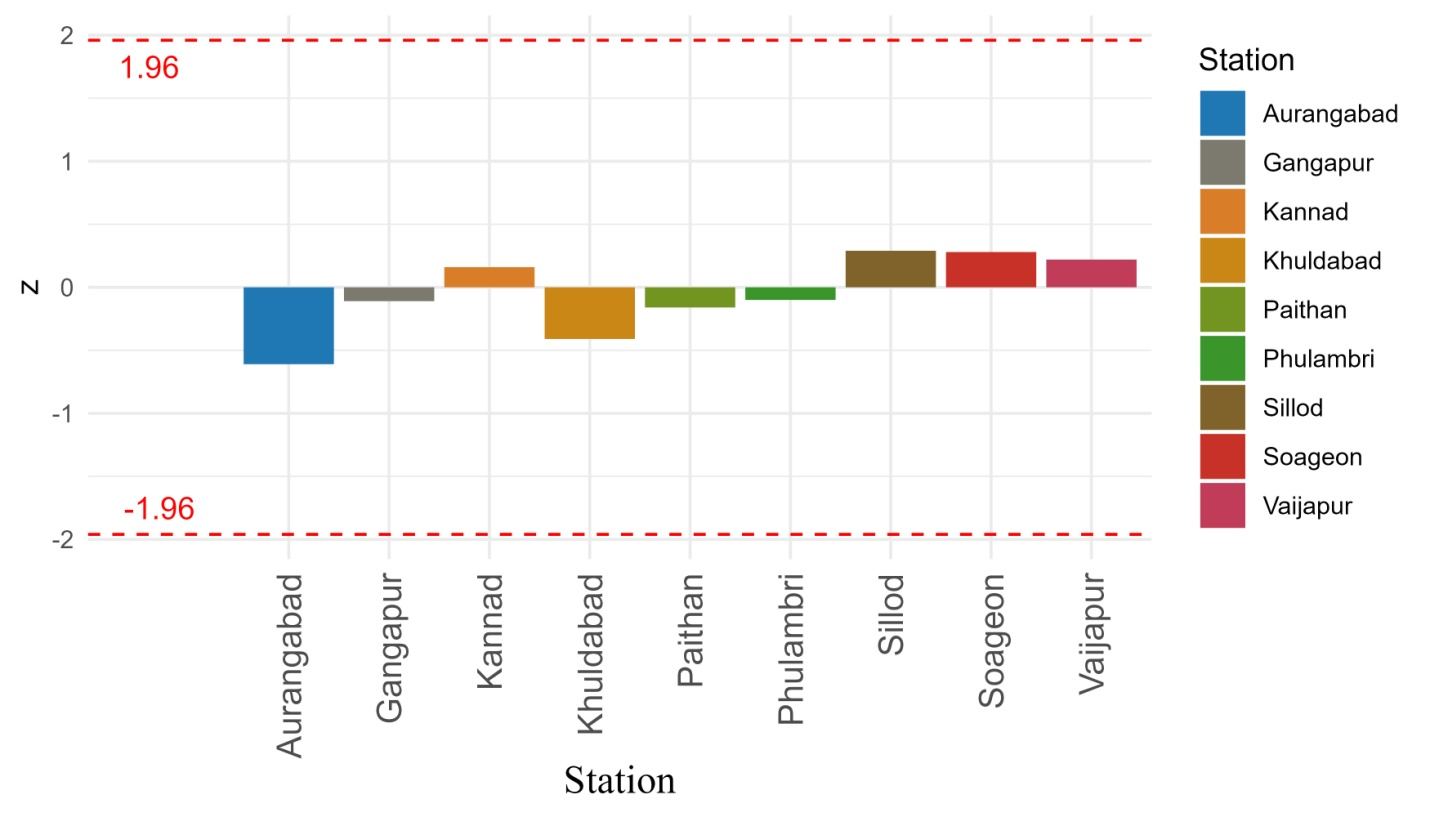 2
1.96
1
0
-1
-1.96
-2
z
Aurangabad
Gangapur
Kannad
Khuldabad
Paithan
Phulambri
Sillod
Soageon
Vaijapur
Station
Station
Aurangabad
Gangapur
Kannad
Khuldabad
Paithan
Phulambri
Sillod
Soageon
Vaijapur